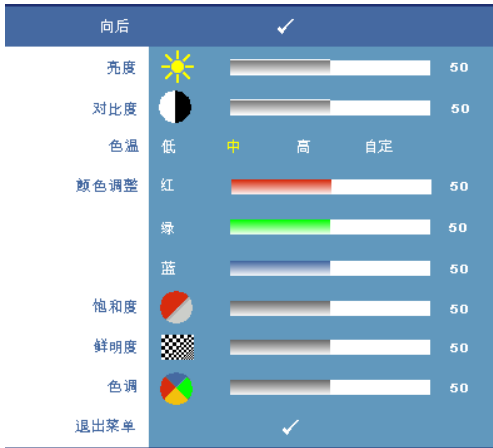 向后
亮度 50
对比度 50
色温 低 中 高 自定
颜色调整 红 50
绿 50
蓝 50
饱和度 50
鲜明度 50
色调 50
退出菜单